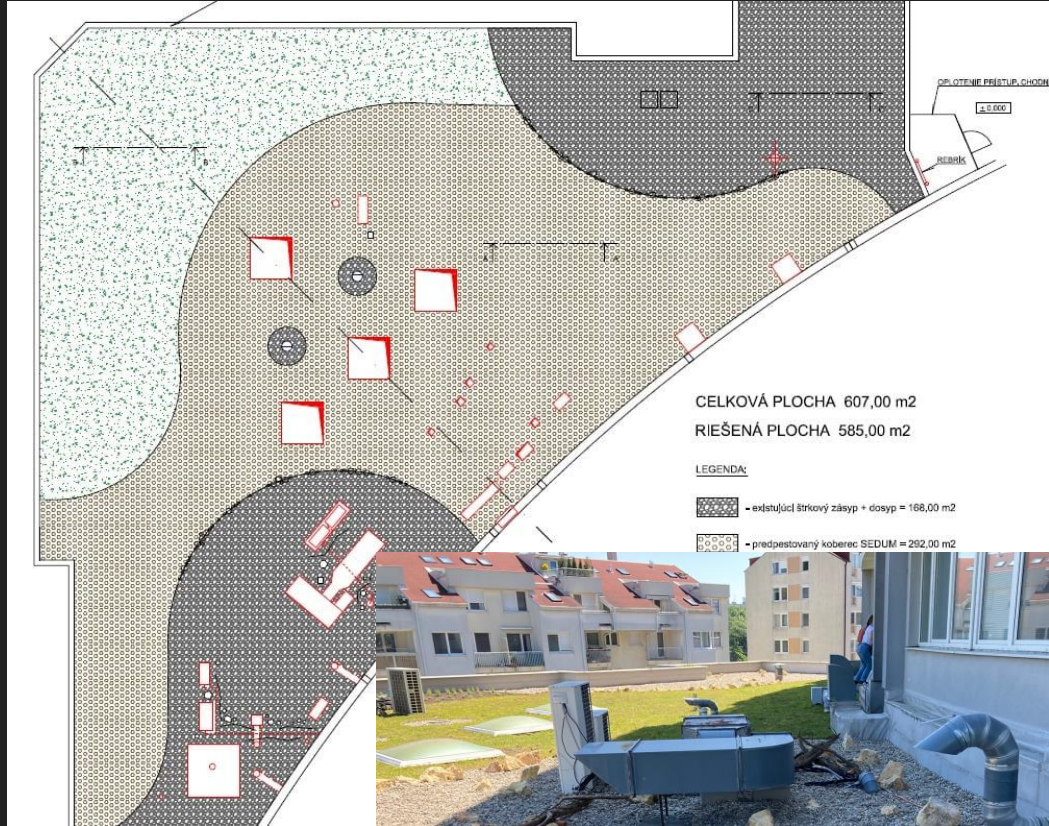 OPLOTENIE PRÍSTUP. CHODN
± 0.000
REBRÍK
B
B
C
C
A
A
CELKOVÁ PLOCHA 607,00 m2
RIEŠENÁ PLOCHA 585,00 m2
LEGENDA:
- existujúci štrkový zásyp + dosyp = 168,00 m2
- predpestovaný koberec SEDUM = 292,00 m2